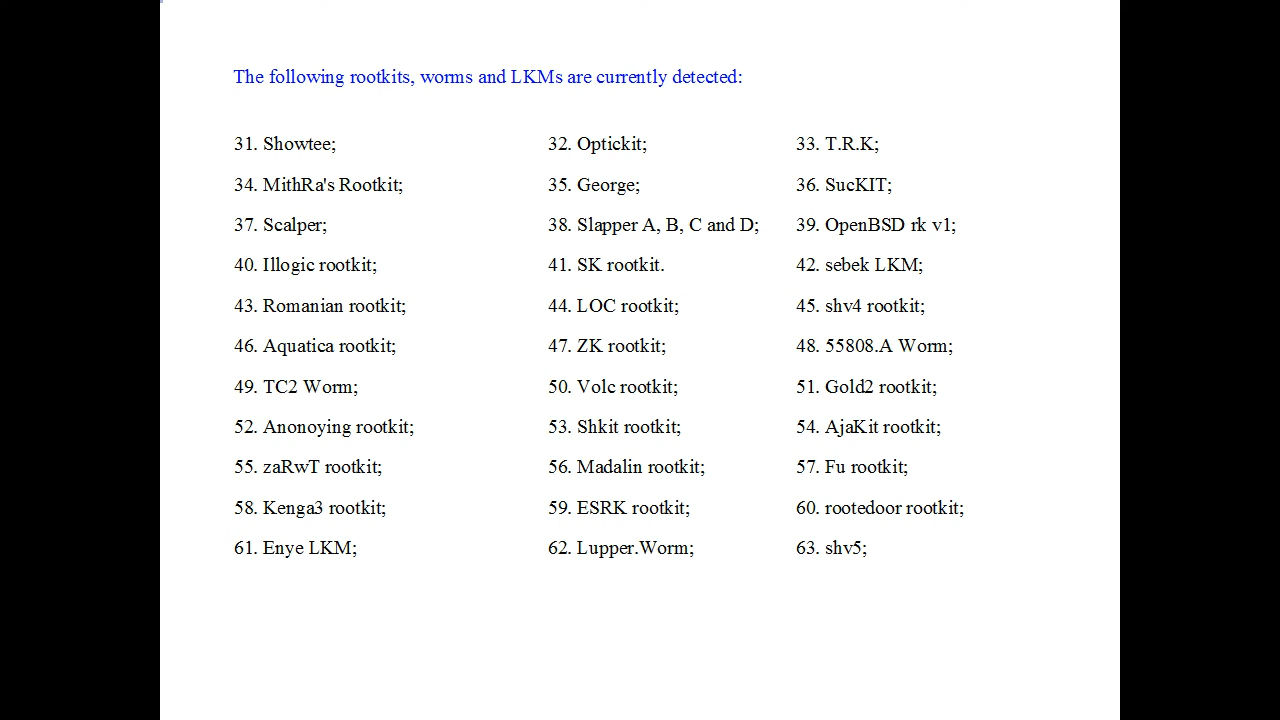 The following rootkits, worms and LKMs are currently detected:
31. Showtee; 32. Optickit; 33. T.R.K;
34. MithRa's Rootkit; 35. George; 36. SucKIT;
37. Scalper; 38. Slapper A, B, C and D; 39. OpenBSD rk v1;
40. Illogic rootkit; 41. SK rootkit. 42. sebek LKM;
43. Romanian rootkit; 44. LOC rootkit; 45. shv4 rootkit;
46. Aquatica rootkit; 47. ZK rootkit; 48. 55808.A Worm;
49. TC2 Worm; 50. Volc rootkit; 51. Gold2 rootkit;
52. Anonoying rootkit; 53. Shkit rootkit; 54. AjaKit rootkit;
55. zaRwT rootkit; 56. Madalin rootkit; 57. Fu rootkit;
58. Kenga3 rootkit; 59. ESRK rootkit; 60. rootedoor rootkit;
61. Enye LKM; 62. Lupper.Worm; 63. shv5;